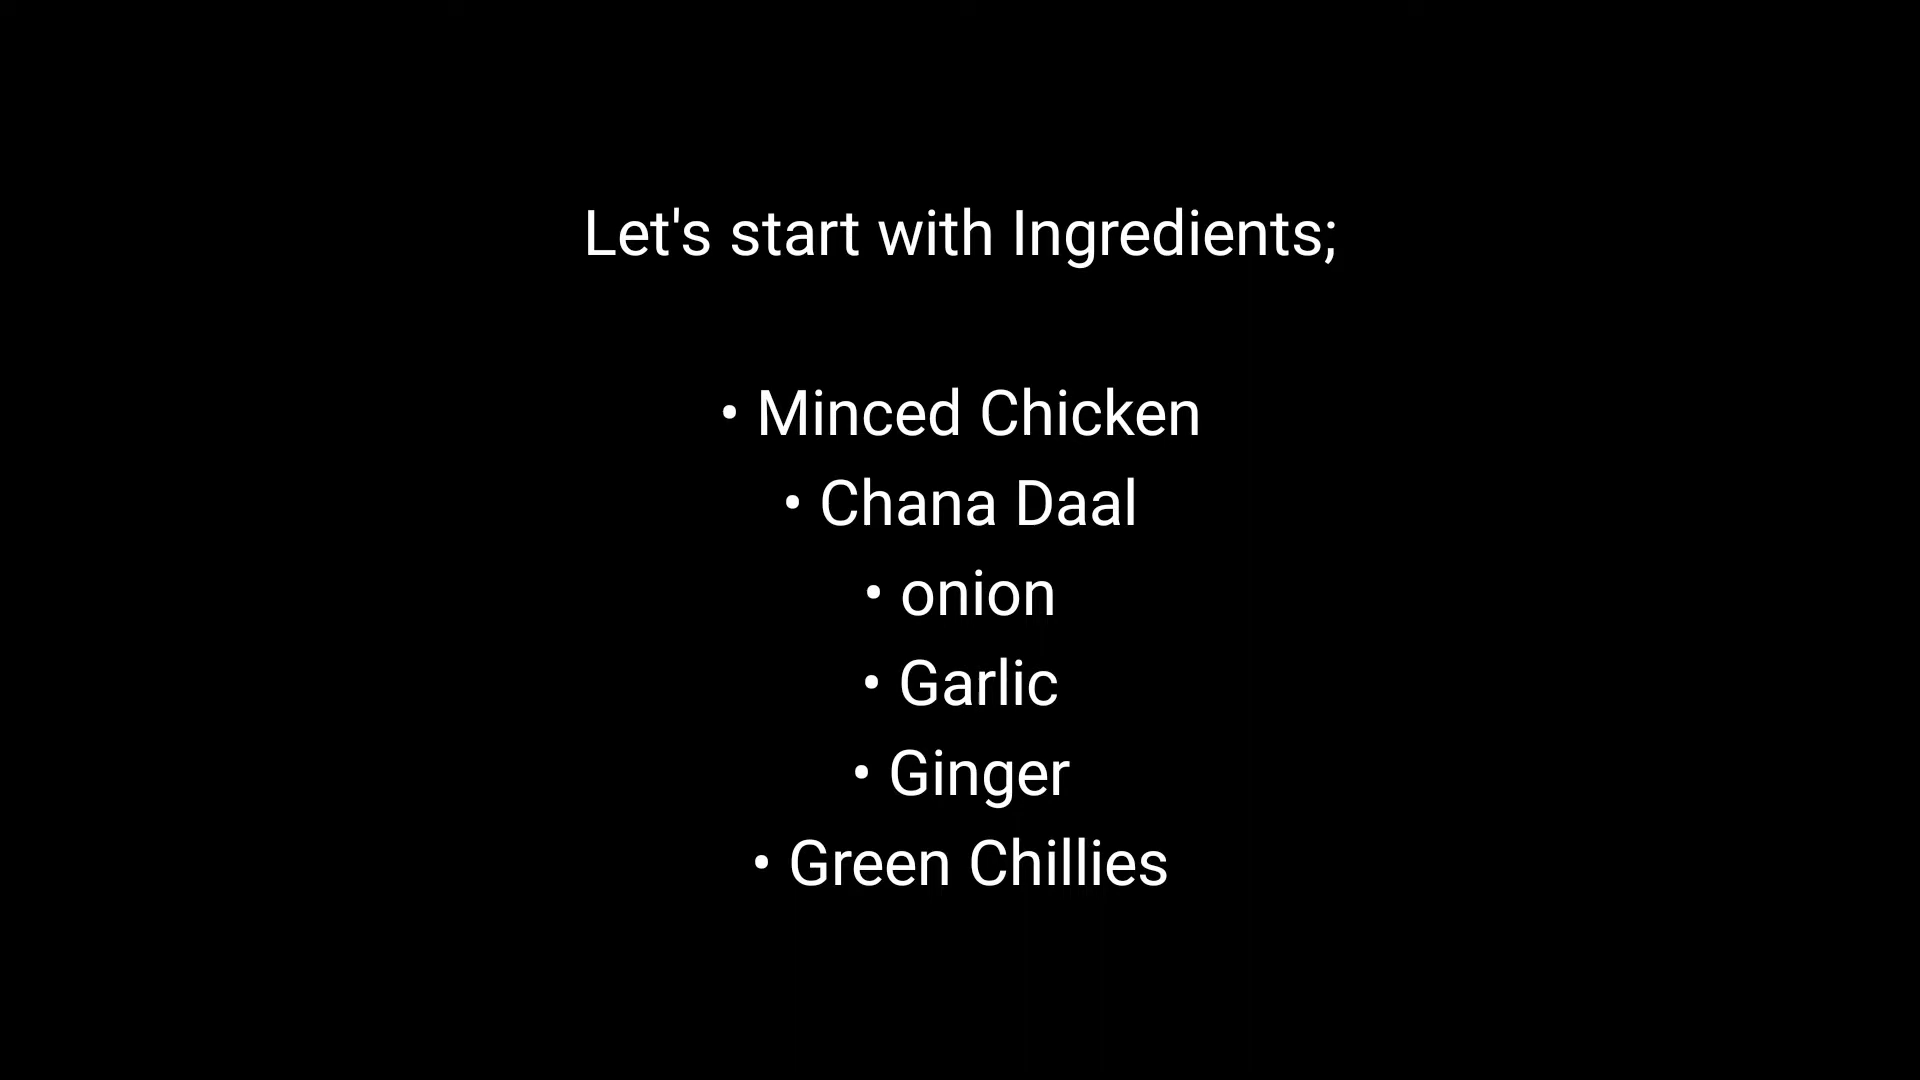 Let's start with Ingredients;
• Minced Chicken
• Chana Daal
• onion
• Garlic
• Ginger
• Green Chillies